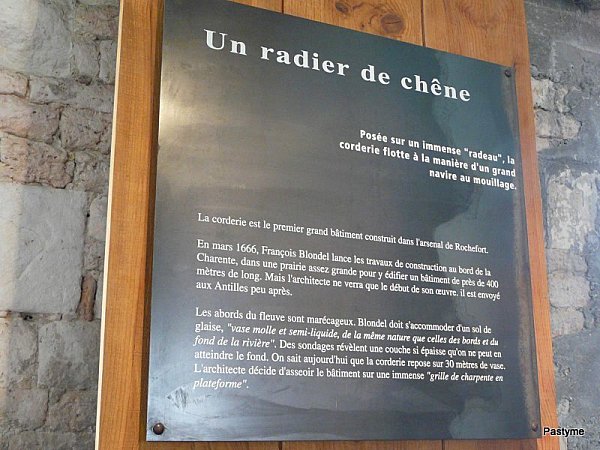 Un radier de chêne
Posée sur un immense "radeau", la
corderie flotte à la manière d'un grand
navire au mouillage.
La corderie est le premier grand bâtiment construit dans l'arsenal de Rochefort.
En mars 1666, François Blondel lance les travaux de construction au bord de la
Charente, dans une prairie assez grande pour y édifier un bâtiment de près de 400
mètres de long. Mais l'architecte ne verra que le début de son œuvre, il est envoyé
aux Antilles peu après.
Les abords du fleuve sont marécageux. Blondel doit s'accommoder d'un sol de
glaise, "vase molle et semi-liquide, de la même nature que celles des bords et du
fond de la rivière". Des sondages révèlent une couche si épaisse qu'on ne peut en
atteindre le fond. On sait aujourd'hui que la corderie repose sur 30 mètres de vase.
L'architecte décide d'asseoir le bâtiment sur une immense "grille de charpente en
plateforme".
Pastyme